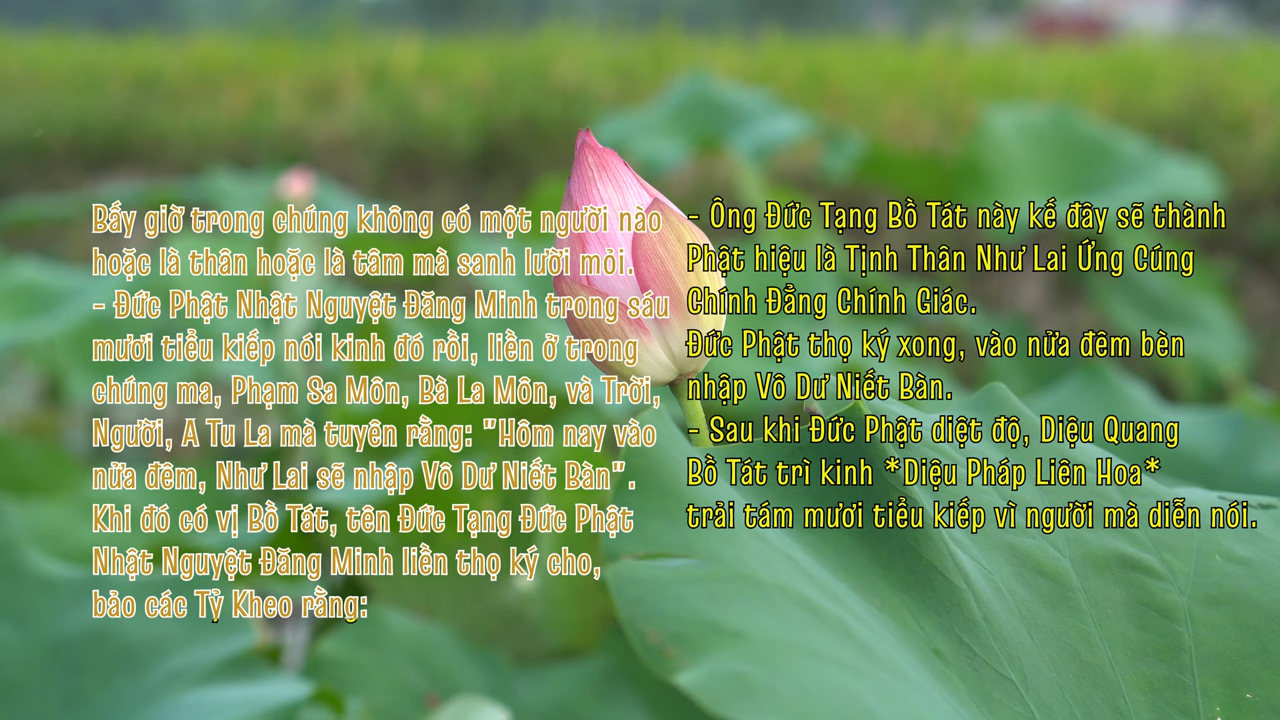 Bấy giờ trong chúng không có một người nào
hoặc là thân hoặc là tâm mà sanh lười mỏi.
- Đức Phật Nhật Nguyệt Đăng Minh trong sáu
mươi tiểu kiếp nói kinh đó rồi, liền ở trong
chúng ma, Phạm Sa Môn, Bà La Môn, và Trời,
Người, A Tu La mà tuyên rằng: "Hôm nay vào
nửa đêm, Như Lai sẽ nhập Vô Dư Niết Bàn".
Khi đó có vị Bồ Tát, tên Đức Tạng Đức Phật
Nhật Nguyệt Đăng Minh liền thọ ký cho,
bảo các Tỷ Kheo rằng:
- Ông Đức Tạng Bồ Tát này kế đây sẽ thành
Phật hiệu là Tịnh Thân Như Lai Ứng Cúng
Chính Đẳng Chính Giác.
Đức Phật thọ ký xong, vào nửa đêm bèn
nhập Vô Dư Niết Bàn.
- Sau khi Đức Phật diệt độ, Diệu Quang
Bồ Tát trì kinh *Diệu Pháp Liên Hoa*
trải tám mươi tiểu kiếp vì người mà diễn nói.